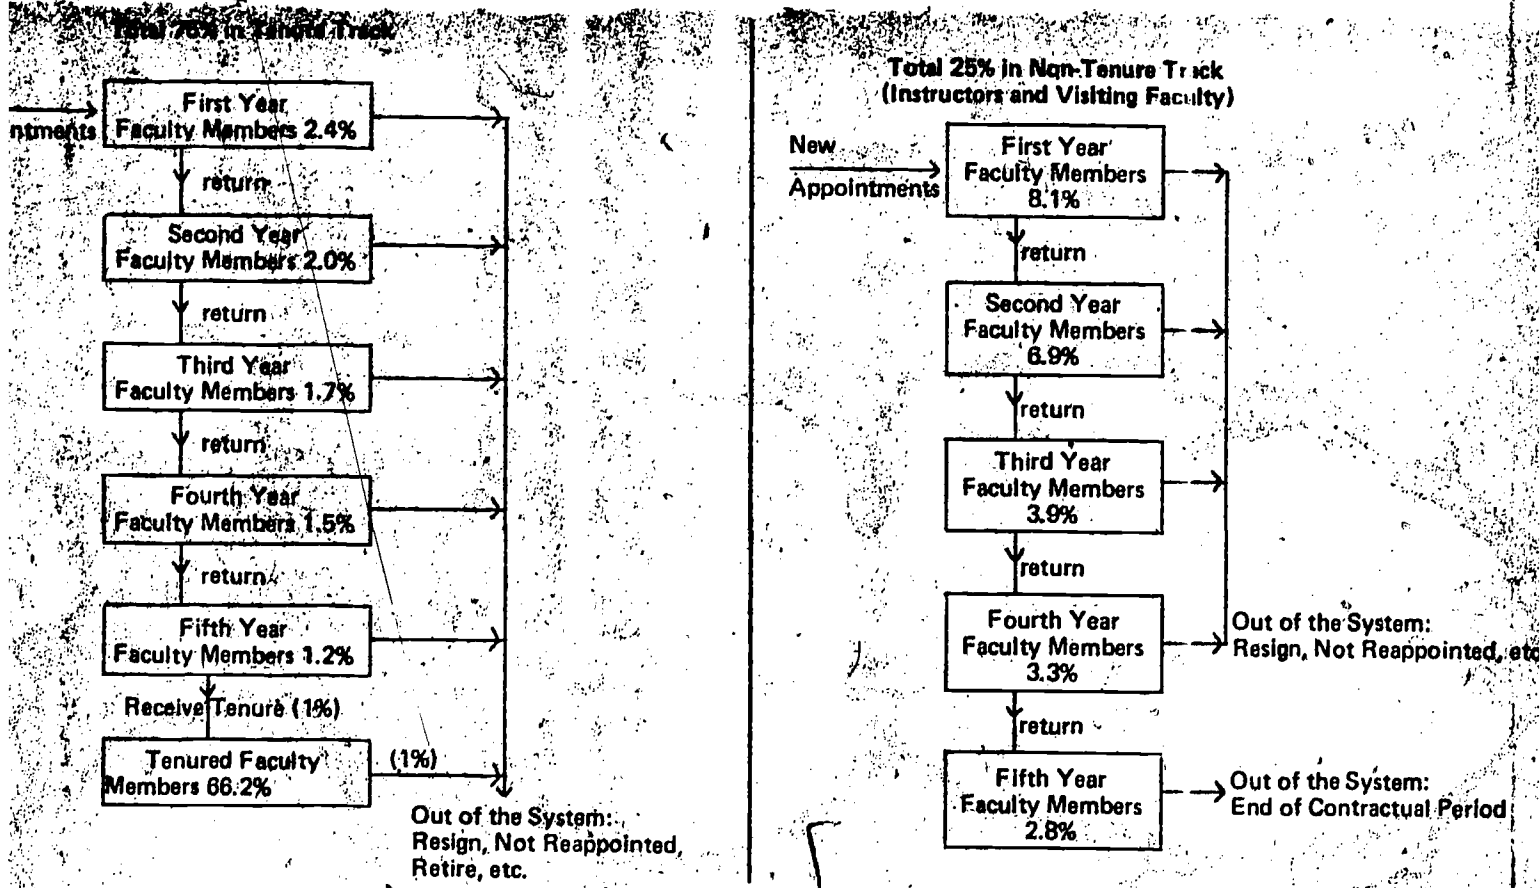 Total 75% in Tenure Track
ntments
First Year
Faculty Members 2.4%
return
Second Year
Faculty Members 2.0%
return
Third Year
Faculty Members 1.7%
return
Fourth Year
Faculty Members 1.5%
return
Fifth Year
Faculty Members 1.2%
Receive Tenure (1%)
Tenured Faculty
Members 66.2%
(1%)
Out of the System:
Resign, Not Reappointed,
Retire, etc.
Total 25% in Non-Tenure Track
(Instructors and Visiting Faculty)
New
Appointments
First Year
Faculty Members
8.1%
return
Second Year
Faculty Members
6.9%
return
Third Year
Faculty Members
3.9%
return
Fourth Year
Faculty Members
3.3%
Out of the System:
Resign, Not Reappointed, etc
return
Fifth Year
Faculty Members
2.8%
Out of the System:
End of Contractual Period